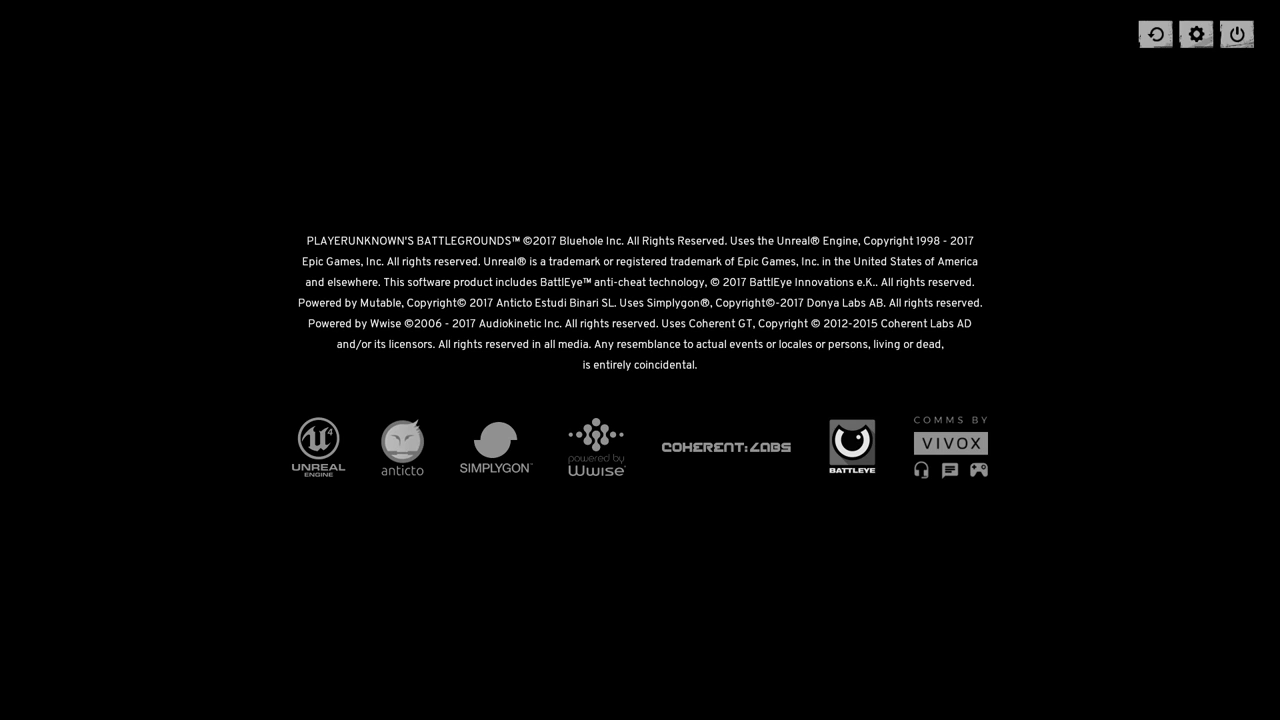 PLAYERUNKNOWN'S BATTLEGROUNDS™ ©2017 Bluehole Inc. All Rights Reserved. Uses the Unreal® Engine, Copyright 1998 - 2017
Epic Games, Inc. All rights reserved. Unreal® is a trademark or registered trademark of Epic Games, Inc. in the United States of America
and elsewhere. This software product includes BattlEye™ anti-cheat technology, © 2017 BattlEye Innovations e.K.. All rights reserved.
Powered by Mutable, Copyright© 2017 Anticto Estudi Binari SL. Uses Simplygon®, Copyright©-2017 Donya Labs AB. All rights reserved.
Powered by Wwise ©2006 - 2017 Audiokinetic Inc. All rights reserved. Uses Coherent GT, Copyright © 2012-2015 Coherent Labs AD
and/or its licensors. All rights reserved in all media. Any resemblance to actual events or locales or persons, living or dead,
is entirely coincidental.
U4
UNREAL
ENGINE
anticto
SIMPLYGON™
powered by
Wwise
COHERENT:LABS
BATTLEYE
COMMS BY
VIVOX